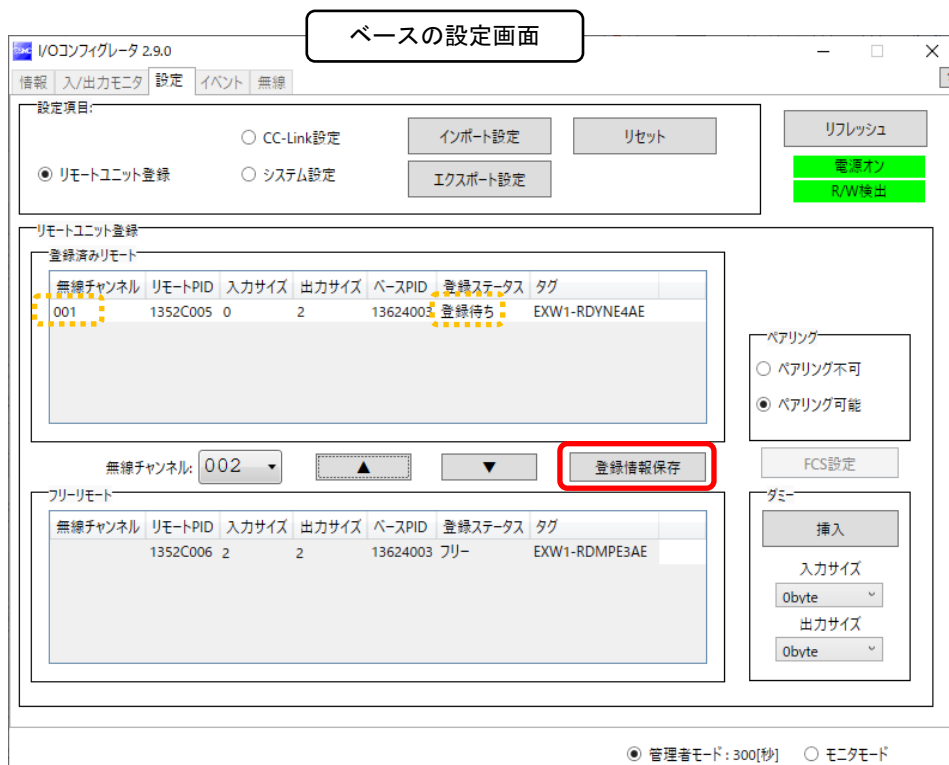 ベースの設定画面
SMC I/Oコンフィグレータ 2.9.0
情報 入/出力モニタ 設定 イベント 無線
設定項目:
リモートユニット登録
CC-Link設定
システム設定
インポート設定
エクスポート設定
リセット
リフレッシュ
電源オン
R/W検出
リモートユニット登録
登録済みリモート
無線チャンネル リモートPID 入力サイズ 出力サイズ ベースPID 登録ステータス タグ
001 1352C005 0 2 13624003 登録待ち EXW1-RDYNE4AE
ペアリング
ペアリング不可
ペアリング可能
無線チャンネル: 002 ▲ ▼ 登録情報保存
FCS設定
フリーリモート
無線チャンネル リモートPID 入力サイズ 出力サイズ ベースPID 登録ステータス タグ
1352C006 2 2 13624003 フリー EXW1-RDMPE3AE
ダミー
挿入
入力サイズ
0byte
出力サイズ
0byte
管理者モード:300[秒] モニタモード